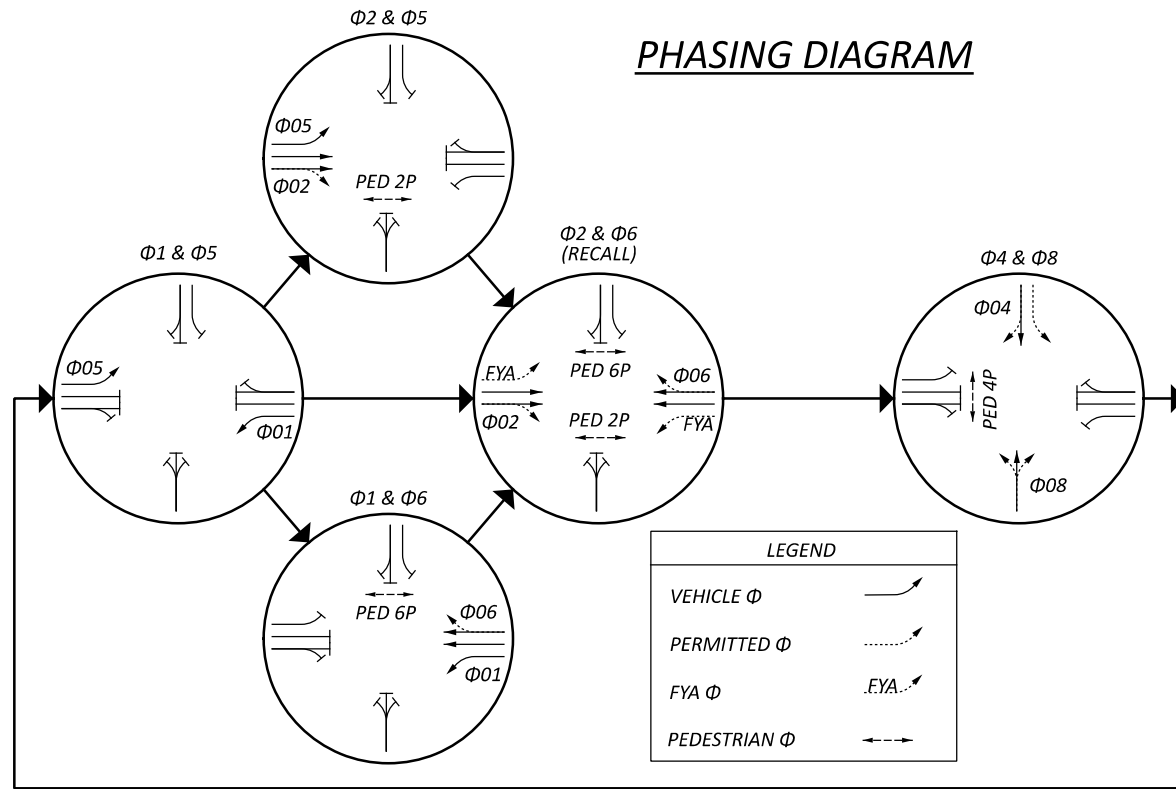 PHASING DIAGRAM
Φ2 & Φ5
Φ05
Φ02
PED 2P
Φ1 & Φ5
Φ05
Φ01
Φ2 & Φ6
(RECALL)
FYA
Φ02
PED 6P
PED 2P
Φ06
FYA
Φ4 & Φ8
Φ04
PED 4P
Φ08
Φ1 & Φ6
PED 6P
Φ06
Φ01
LEGEND
VEHICLE Φ
PERMITTED Φ
FYA Φ
FYA
PEDESTRIAN Φ